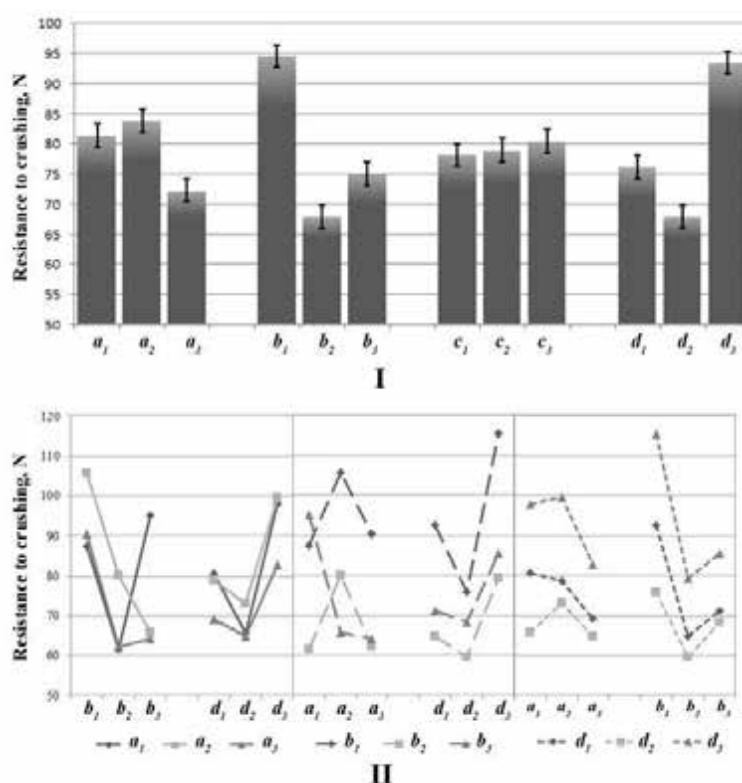 Resistance to crushing, N
100
95
90
85
80
75
70
65
60
55
50
a1 a2 a3 b1 b2 b3 c1 c2 c3 d1 d2 d3
I
Resistance to crushing, N
120
110
100
90
80
70
60
50
b1 b2 b3 d1 d2 d3 a1 a2 a3 d1 d2 d3 a1 a2 a3 b1 b2 b3
a1 a2 a3 b1 b2 b3 d1 d2 d3
II